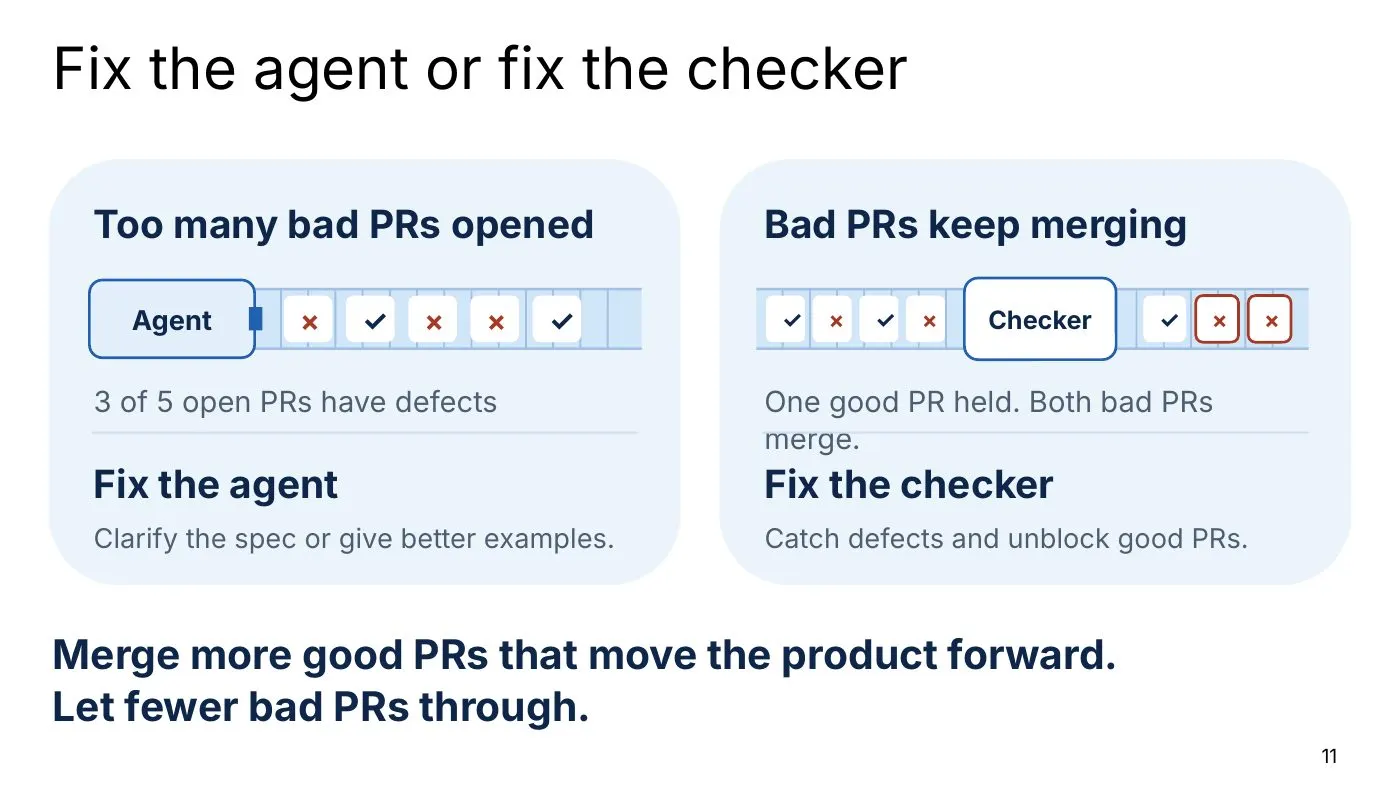 Fix the agent or fix the checker
Too many bad PRs opened
Agent × ✓ × × ✓
3 of 5 open PRs have defects
Fix the agent
Clarify the spec or give better examples.
Bad PRs keep merging
✓ × ✓ × Checker ✓ × ×
One good PR held. Both bad PRs
merge.
Fix the checker
Catch defects and unblock good PRs.
Merge more good PRs that move the product forward.
Let fewer bad PRs through.
11